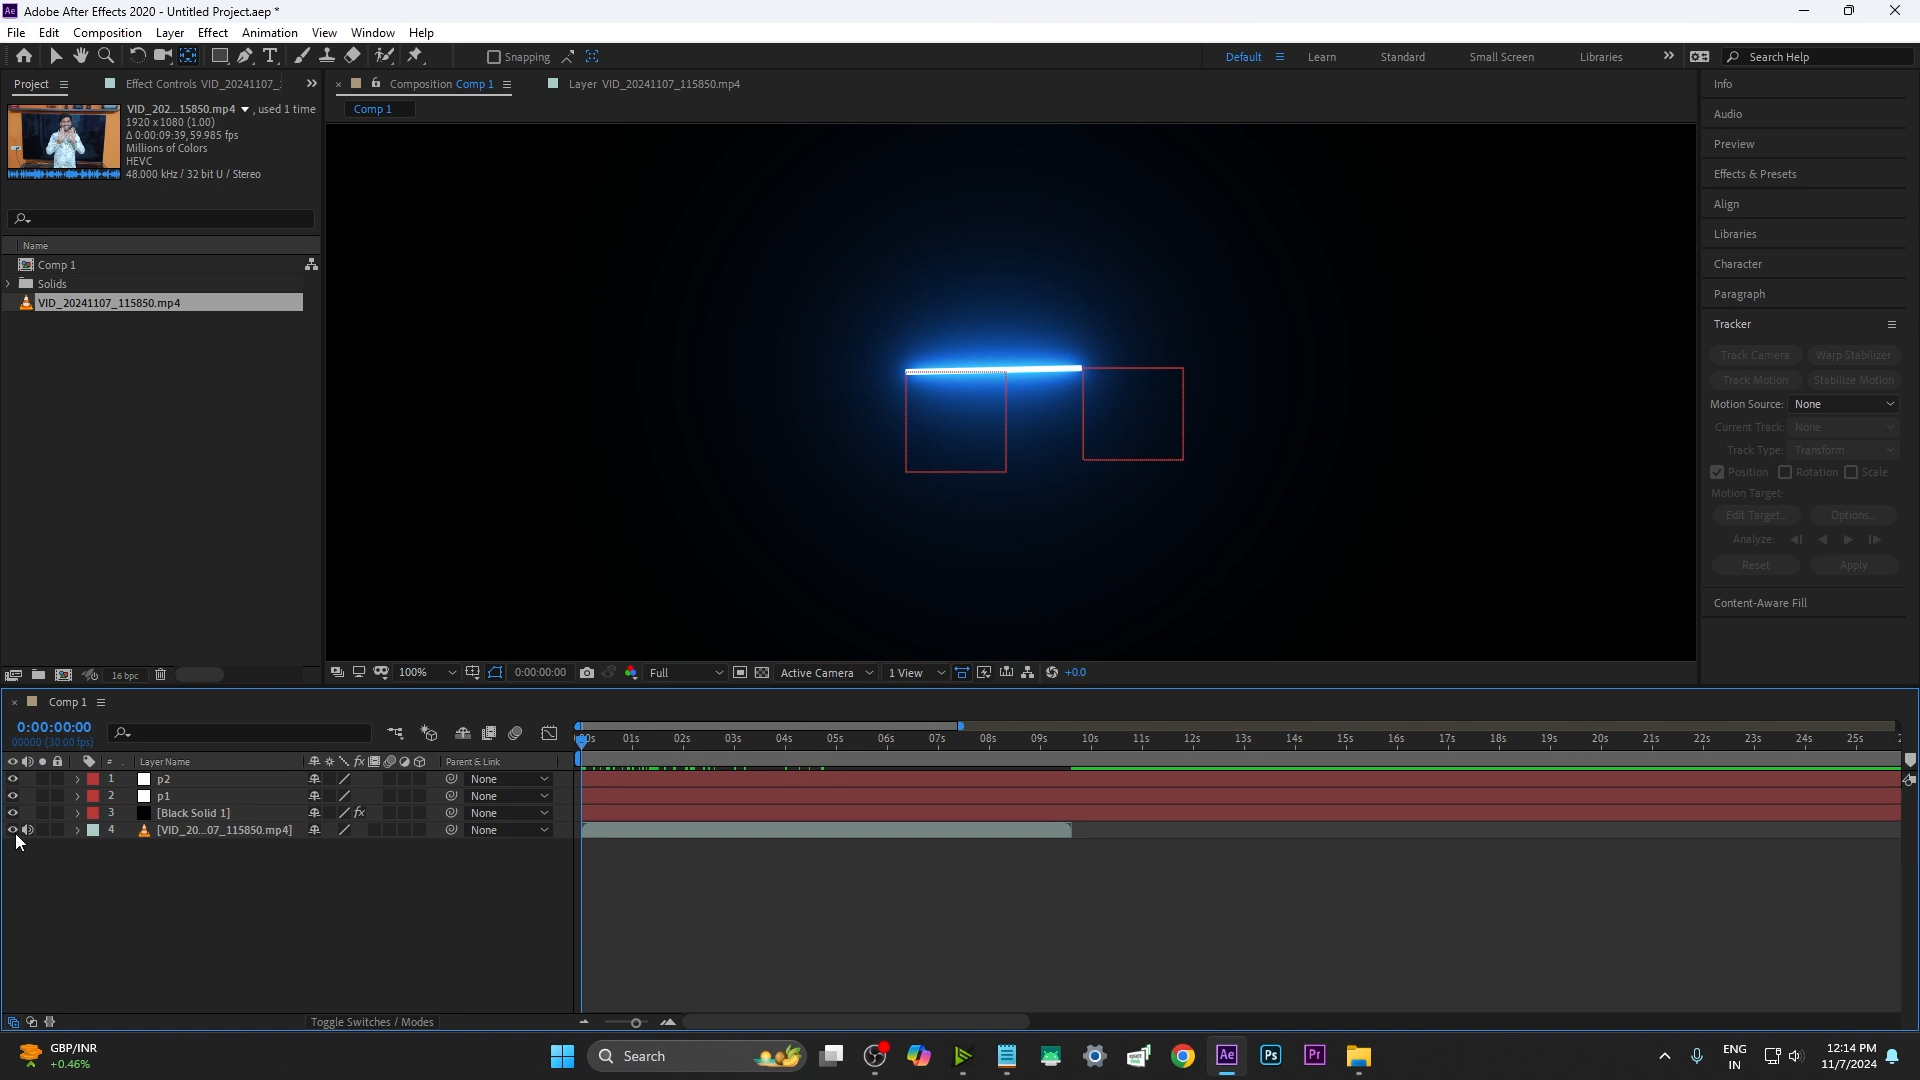 Adobe After Effects 2020 - Untitled Project.aep *
File Edit Composition Layer Effect Animation View Window Help
Snapping Default Learn Standard Small Screen Libraries Search Help
Project Effect Controls VID_20241107_
Composition Comp 1 Layer VID_20241107_115850.mp4
Comp 1
VID_202...15850.mp4 , used 1 time
1920 x 1080 (1.00)
Δ 0:00:09:39, 59.985 fps
Millions of Colors
HEVC
48.000 kHz / 32 bit U / Stereo
Name
Comp 1
Solids
VID_20241107_115850.mp4
16 bpc
100% 0:00:00:00 Full Active Camera 1 View +0.0
Info
Audio
Preview
Effects & Presets
Align
Libraries
Character
Paragraph
Tracker
Track Camera Warp Stabilizer
Track Motion Stabilize Motion
Motion Source: None
Current Track: None
Track Type: Transform
Position Rotation Scale
Motion Target:
Edit Target... Options...
Analyze:
Reset Apply
Content-Aware Fill
Comp 1
0:00:00:00
00000 (30.00 fps)
00s 01s 02s 03s 04s 05s 06s 07s 08s 09s 10s 11s 12s 13s 14s 15s 16s 17s 18s 19s 20s 21s 22s 23s 24s 25s
# Layer Name fx Parent & Link
1 p2 None
2 p1 None
3 [Black Solid 1] fx None
4 [VID_20...07_115850.mp4] None
Toggle Switches / Modes
GBP/INR
+0.46%
Search
Ae Ps Pr
ENG
IN
12:14 PM
11/7/2024